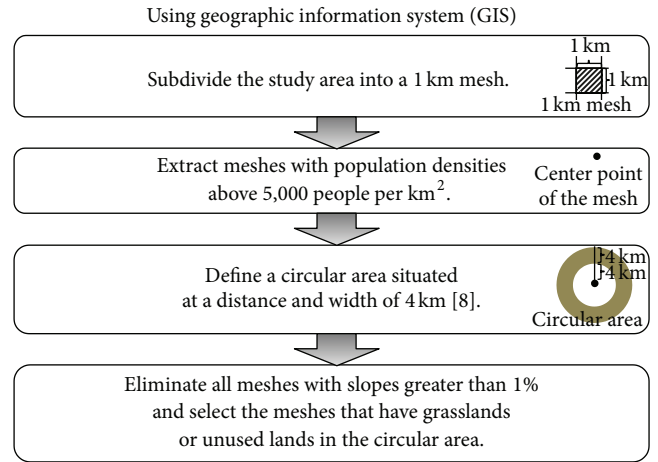 Using geographic information system (GIS)
1 km
Subdivide the study area into a 1 km mesh.
1 km
1 km mesh
Extract meshes with population densities
above 5,000 people per km².
Center point
of the mesh
Define a circular area situated
at a distance and width of 4 km [8].
4 km
4 km
Circular area
Eliminate all meshes with slopes greater than 1%
and select the meshes that have grasslands
or unused lands in the circular area.